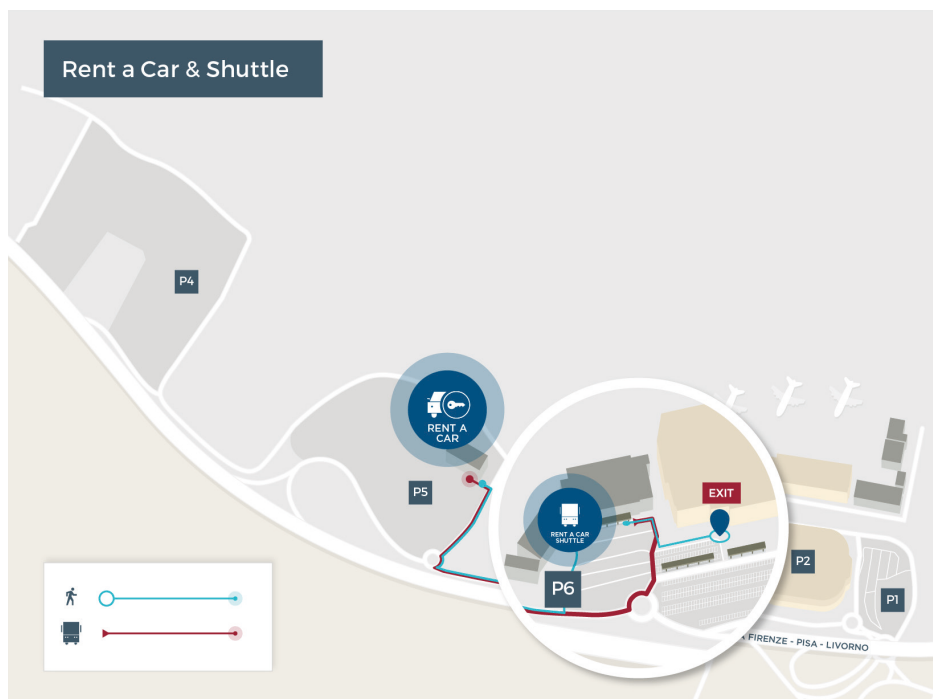 Rent a Car & Shuttle
P4
RENT A
CAR
P5
EXIT
RENT A CAR
SHUTTLE
P6
P2
P1
FIRENZE - PISA - LIVORNO